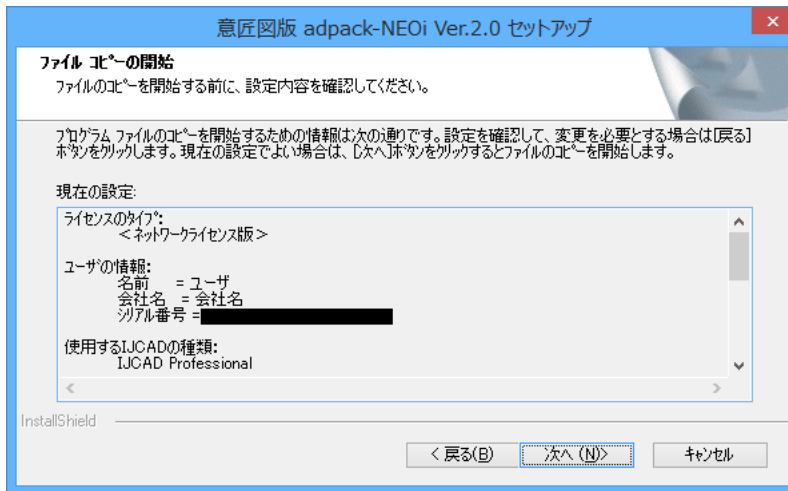 意匠図版 adpack-NEOi Ver.2.0 セットアップ
ファイル コピーの開始
ファイルのコピーを開始する前に、設定内容を確認してください。
プログラム ファイルのコピーを開始するための情報は次の通りです。設定を確認して、変更を必要とする場合は[戻る]
ボタンをクリックします。現在の設定でよい場合は、[次へ]ボタンをクリックするとファイルのコピーを開始します。
現在の設定:
ライセンスのタイプ:
＜ネットワークライセンス版＞
ユーザの情報:
名前 = ユーザ
会社名 = 会社名
シリアル番号 =
使用するIJCADの種類:
IJCAD Professional
InstallShield
< 戻る(B)
次へ (N)>
キャンセル